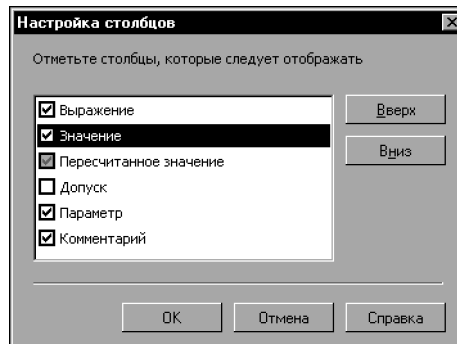 Настройка столбцов
Отметьте столбцы, которые следует отображать
Выражение
Значение
Пересчитанное значение
Допуск
Параметр
Комментарий
Вверх
Вниз
OK
Отмена
Справка